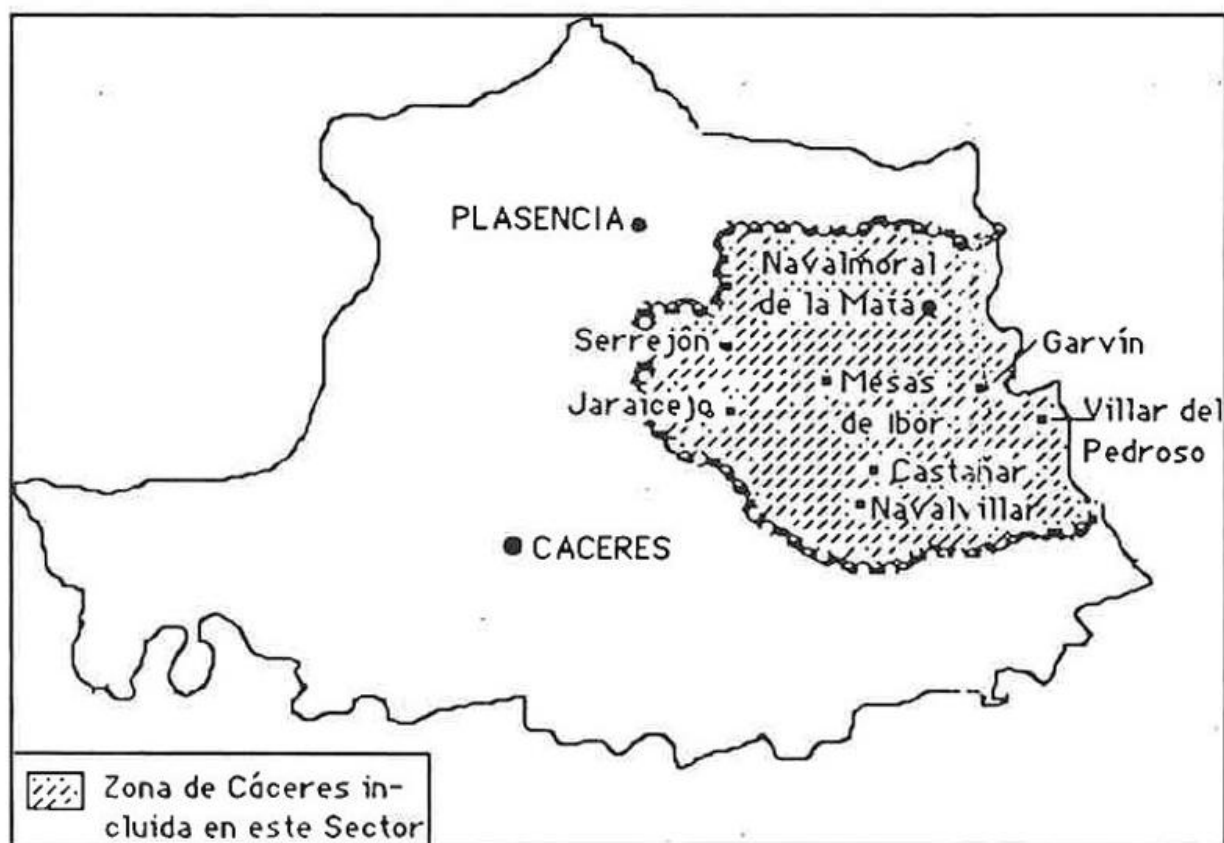 PLASENCIA
Navalmoral
de la Mata
Serrejón
Garvín
Mesas
de Ibor
Jaraicejo
Villar del
Pedroso
Castañar
Navalvillar
CACERES
Zona de Cáceres in-
cluida en este Sector